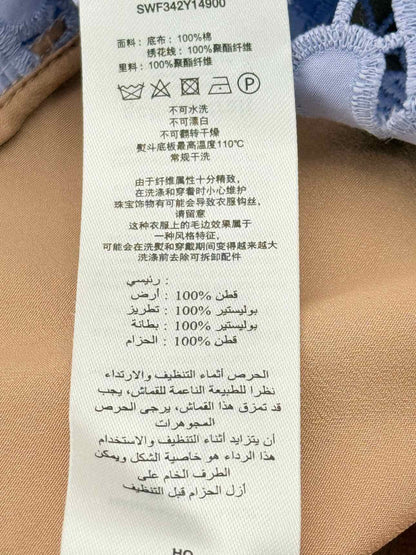 SWF342Y14900
面料：底布：100%棉
绣花线：100%聚酯纤维
里料：100%聚酯纤维
不可水洗
不可漂白
不可翻转干燥
熨斗底板最高温度110℃
常规干洗
由于纤维属性十分精致，
在洗涤和穿着时小心维护
珠宝饰物有可能会导致衣服钩丝，
请留意
这种衣服上的毛边效果属于
一种风格特征，
可能会在洗熨和穿戴期间变得越来越大
洗涤前去除可拆卸配件
رئيسي :
قطن %100 : أرض
بوليستير %100 : تطريز
بوليستير %100 : بطانة
قطن %100 : الحزام
الحرص أثناء التنظيف والارتداء
نظرا للطبيعة الناعمة للقماش، يجب
قد تمزق هذا القماش، يرجى الحرص
المجوهرات
أن يتزايد أثناء التنظيف والاستخدام
هذا الرداء هو خاصية الشكل ويمكن
الطرف الخام على
أزل الحزام قبل التنظيف